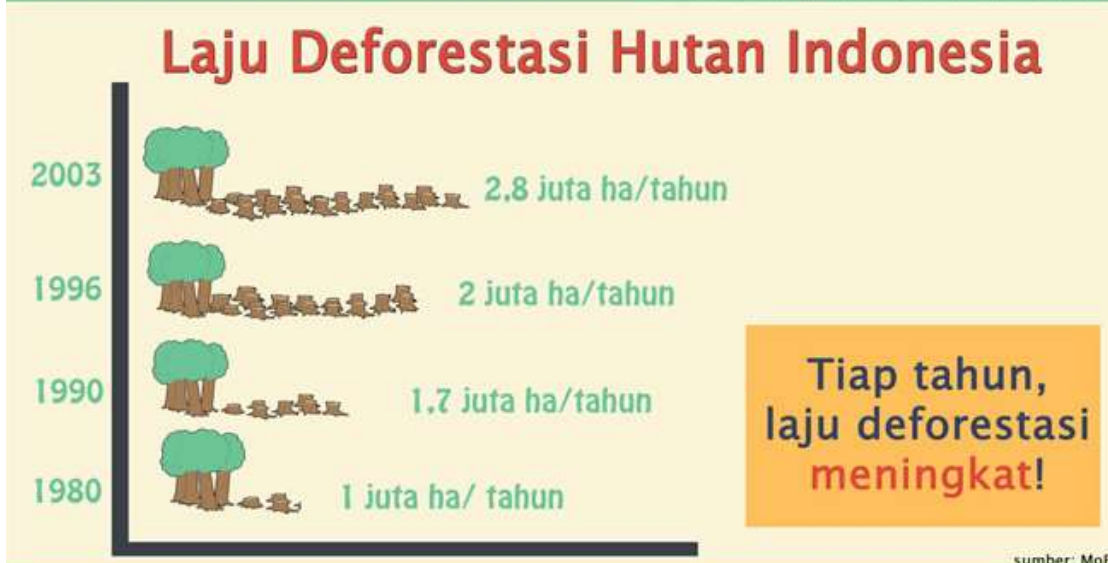 Laju Deforestasi Hutan Indonesia
2003
2,8 juta ha/tahun
1996
2 juta ha/tahun
1990
1,7 juta ha/tahun
1980
1 juta ha/ tahun
Tiap tahun,
laju deforestasi
meningkat!
sumber: